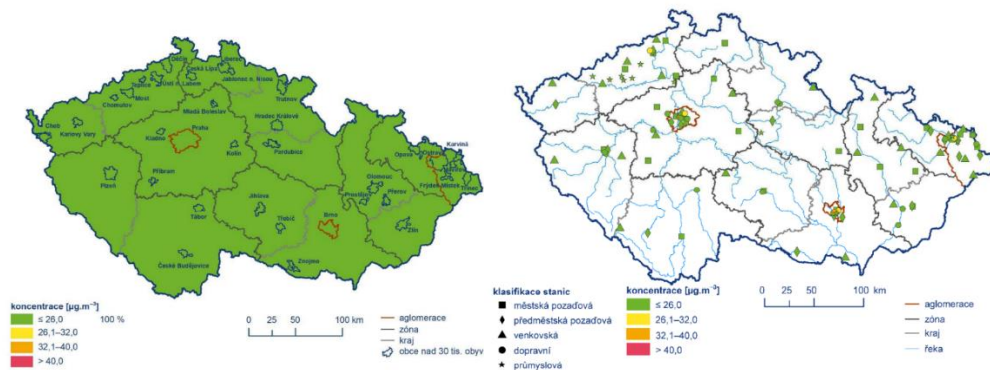 Děčín
Česká Lípa
Liberec
Jablonec n. Nisou
Teplice
Ústí n. Labem
Most
Chomutov
Trutnov
Mladá Boleslav
Cheb
Karlovy Vary
Hradec Králové
Kladno
Praha
Kolín
Pardubice
Opava
Ostrava
Karviná
Havířov
Frýdek-Místek
Třinec
Plzeň
Příbram
Olomouc
Prostějov
Přerov
Jihlava
Tábor
Třebíč
Brno
Zlín
České Budějovice
Znojmo
koncentrace [µg.m⁻³]
≤ 26,0 100 %
26,1–32,0
32,1–40,0
> 40,0
0 50 100 km
aglomerace
zóna
kraj
obce nad 30 tis. obyv
klasifikace stanic
městská pozaďová
předměstská pozaďová
venkovská
dopravní
průmyslová
koncentrace [µg.m⁻³]
≤ 26,0
26,1–32,0
32,1–40,0
> 40,0
0 50 100 km
aglomerace
zóna
kraj
řeka